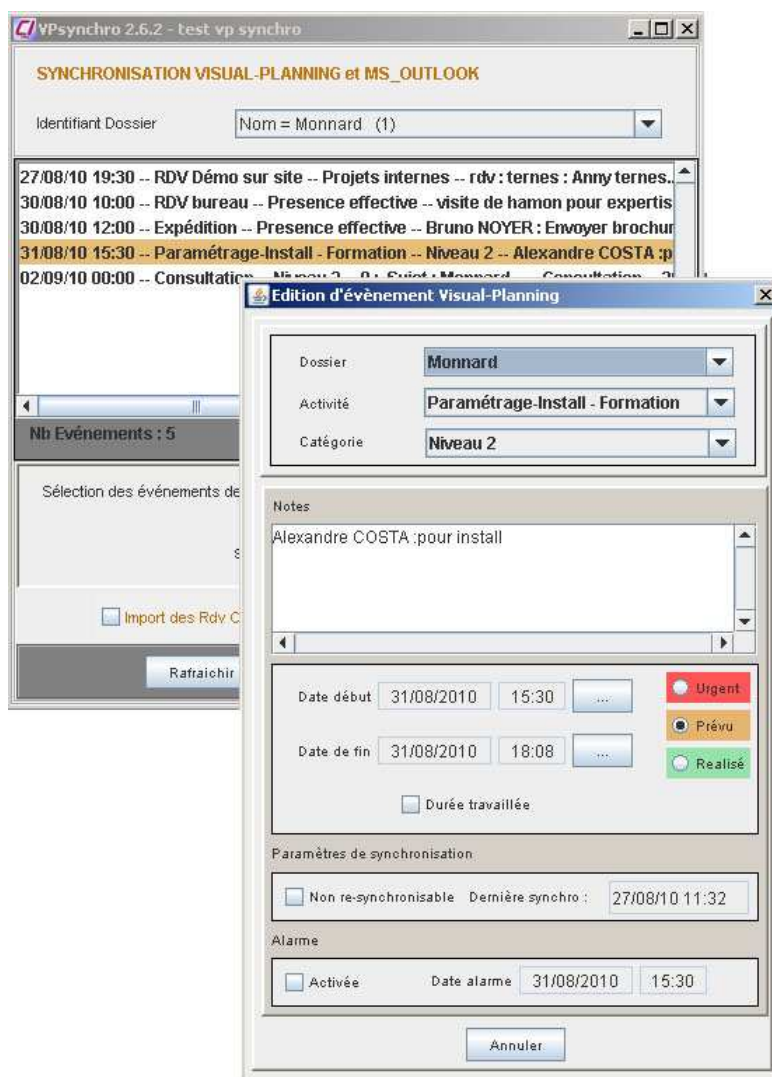 VPsynchro 2.6.2 - test vp synchro
SYNCHRONISATION VISUAL-PLANNING et MS_OUTLOOK
Identifiant Dossier Nom = Monnard (1)
27/08/10 19:30 -- RDV Démo sur site -- Projets internes -- rdv : ternes : Anny ternes..
30/08/10 10:00 -- RDV bureau -- Presence effective -- visite de hamon pour expertis
30/08/10 12:00 -- Expédition -- Presence effective -- Bruno NOYER : Envoyer brochur
31/08/10 15:30 -- Paramétrage-Install - Formation -- Niveau 2 -- Alexandre COSTA :p
02/09/10 00:00 -- Consultation -- Niveau 2 -- 0 : Sujet : Monnard
Nb Evénements : 5
Sélection des événements de
Import des Rdv
Rafraichir
Edition d'évènement Visual-Planning
Dossier Monnard
Activité Paramétrage-Install - Formation
Catégorie Niveau 2
Notes
Alexandre COSTA :pour install
Date début 31/08/2010 15:30 ... Urgent
Prévu
Date de fin 31/08/2010 18:08 ... Realisé
Durée travaillée
Paramètres de synchronisation
Non re-synchronisable Dernière synchro : 27/08/10 11:32
Alarme
Activée Date alarme 31/08/2010 15:30
Annuler